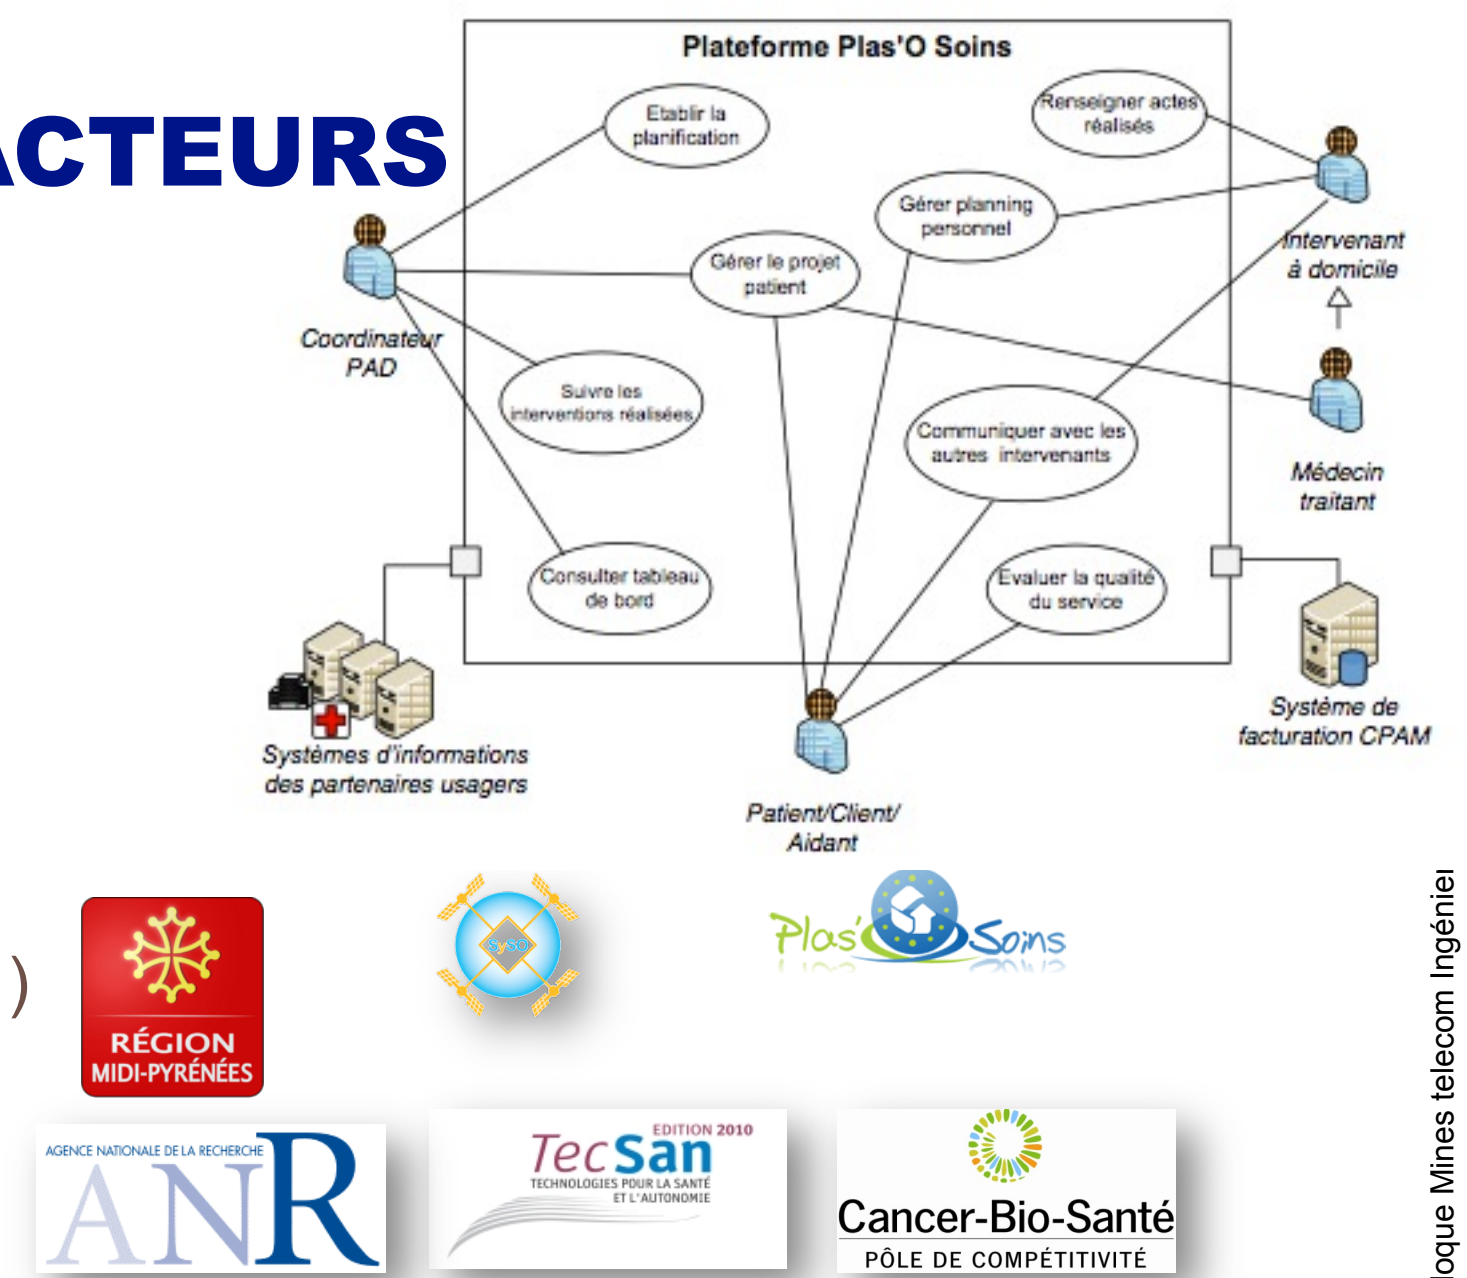 Plateforme Plas'O Soins
ACTEURS
Etablir la
planification
Renseigner actes
réalisés
Gérer planning
personnel
Gérer le projet
patient
Intervenant
à domicile
Coordinateur
PAD
Suivre les
interventions réalisées
Communiquer avec les
autres intervenants
Médecin
traitant
Consulter tableau
de bord
Evaluer la qualité
du service
Systèmes d'informations
des partenaires usagers
Système de
facturation CPAM
Patient/Client/
Aidant
)
RÉGION
MIDI-PYRÉNÉES
SySO
Plas'O Soins
AGENCE NATIONALE DE LA RECHERCHE
ANR
EDITION 2010
TecSan
TECHNOLOGIES POUR LA SANTÉ
ET L'AUTONOMIE
Cancer-Bio-Santé
PÔLE DE COMPÉTITIVITÉ
loque Mines telecom Ingénier